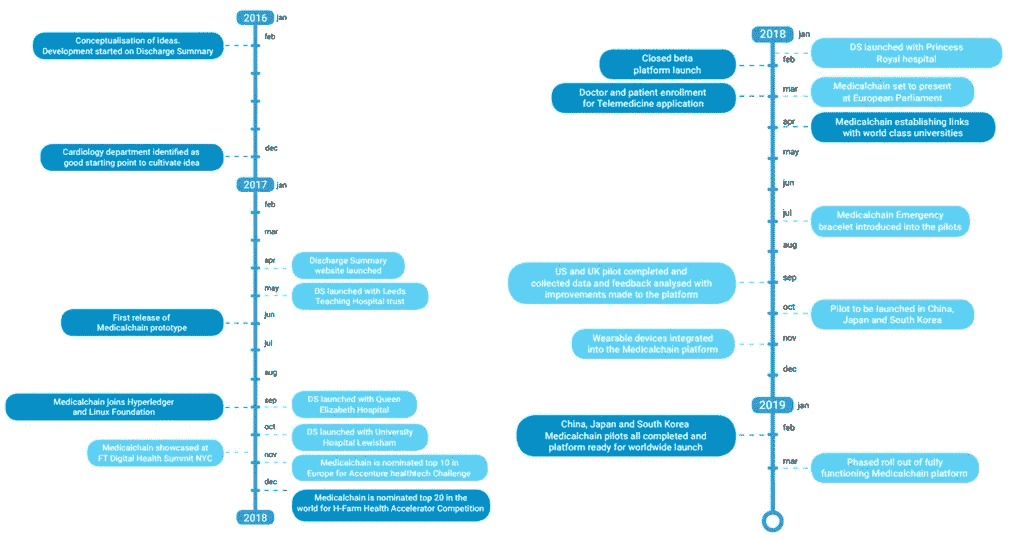 2016 jan
feb
Conceptualisation of ideas.
Development started on Discharge Summary
dec
Cardiology department identified as
good starting point to cultivate idea
2017 jan
feb
mar
apr
Discharge Summary
website launched
may
DS launched with Leeds
Teaching Hospital trust
First release of
Medicalchain prototype
jun
jul
aug
Medicalchain joins Hyperledger
and Linux Foundation
sep
DS launched with Queen
Elizabeth Hospital
oct
DS launched with University
Hospital Lewisham
Medicalchain showcased at
FT Digital Health Summit NYC
nov
Medicalchain is nominated top 10 in
Europe for Accenture healthtech Challenge
dec
Medicalchain is nominated top 20 in the
world for H-Farm Health Accelerator Competition
2018
2018 jan
DS launched with Princess
Royal hospital
Closed beta
platform launch
feb
Doctor and patient enrollment
for Telemedicine application
mar
Medicalchain set to present
at European Parliament
apr
Medicalchain establishing links
with world class universities
may
jun
jul
Medicalchain Emergency
bracelet introduced into the pilots
aug
US and UK pilot completed and
collected data and feedback analysed with
improvements made to the platform
sep
oct
Pilot to be launched in China,
Japan and South Korea
Wearable devices integrated
into the Medicalchain platform
nov
dec
2019 jan
China, Japan and South Korea
Medicalchain pilots all completed and
platform ready for worldwide launch
feb
mar
Phased roll out of fully
functioning Medicalchain platform